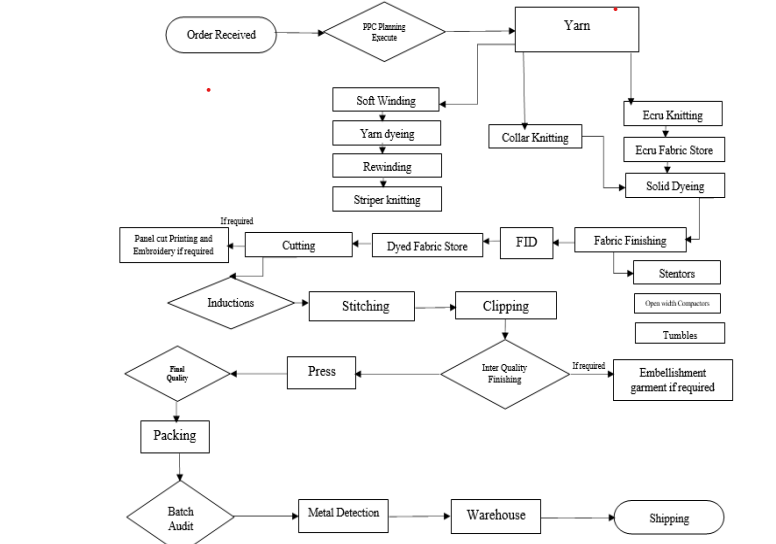 Order Received
PPC Planning
Execute
Yarn
Soft Winding
Yarn dyeing
Rewinding
Striper knitting
Collar Knitting
Ecru Knitting
Ecru Fabric Store
Solid Dyeing
If required
Panel cut Printing and
Embroidery if required
Cutting
Dyed Fabric Store
FID
Fabric Finishing
Stentors
Open width Compactors
Tumbles
Inductions
Stitching
Clipping
Final
Quality
Press
Inter Quality
Finishing
If required
Embellishment
garment if required
Packing
Batch
Audit
Metal Detection
Warehouse
Shipping